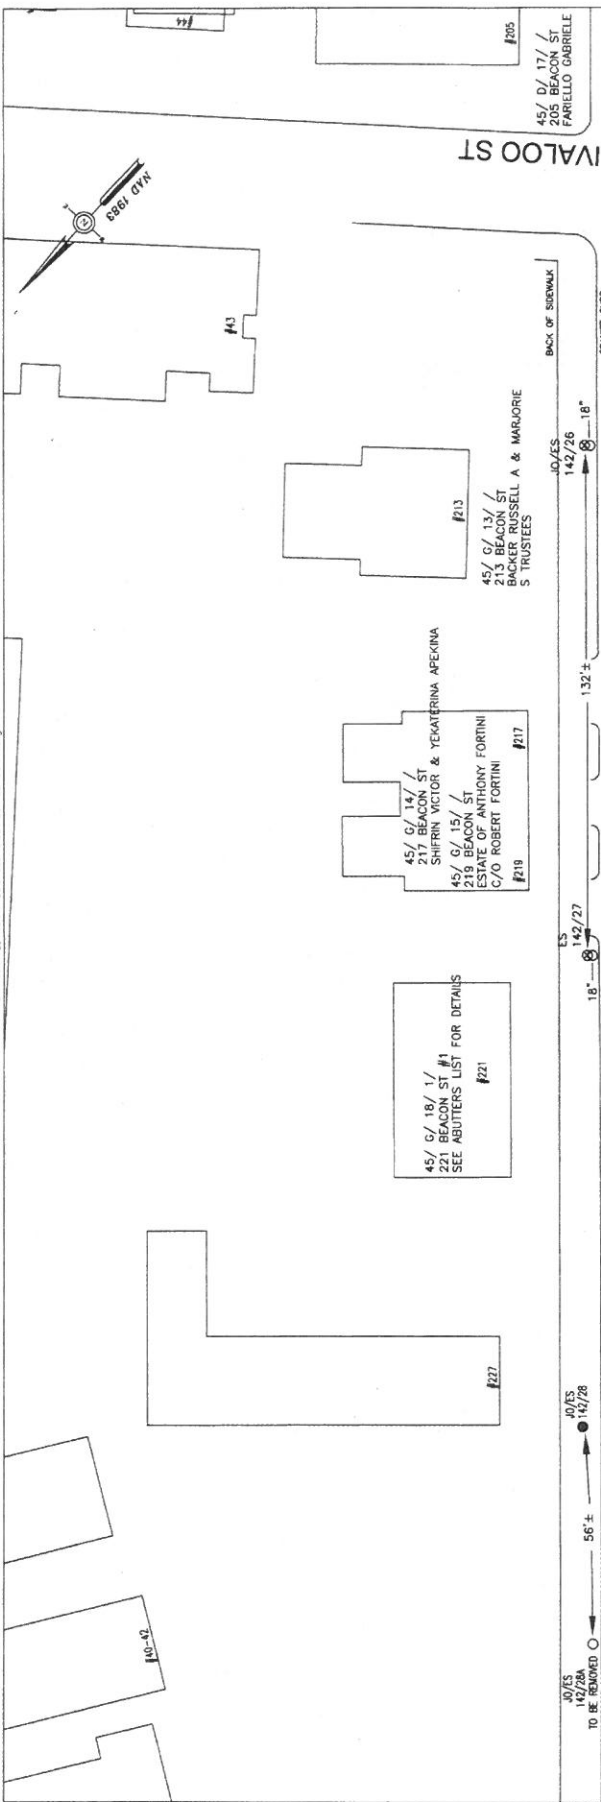 #44
#205
45/ D/ 17/ /
205 BEACON ST
FARIELLO GABRIELE
IVALOO ST
NAD 1983
#43
BACK OF SIDEWALK
#213
45/ G/ 13/ /
213 BEACON ST
BACKER RUSSELL A & MARJORIE
S TRUSTEES
JO/ES
142/26
18"
132'±
45/ G/ 14/ /
217 BEACON ST
SHIFRIN VICTOR & YEKATERINA APEKINA
#217
45/ G/ 15/ /
219 BEACON ST
ESTATE OF ANTHONY FORTINI
C/O ROBERT FORTINI
#219
ES
142/27
18"
45/ G/ 18/ 1/
221 BEACON ST #1
SEE ABUTTERS LIST FOR DETAILS
#221
#227
JO/ES
142/28
56'±
#40-42
JO/ES
142/28A
TO BE REMOVED